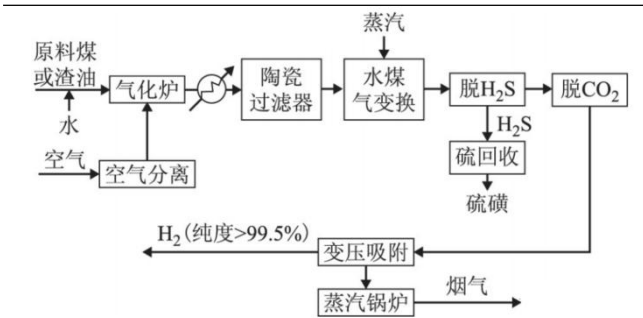 蒸汽
原料煤
或渣油
气化炉
陶瓷
过滤器
水煤
气变换
脱H₂S
脱CO₂
水
H₂S
空气
空气分离
硫回收
硫磺
H₂(纯度>99.5%)
变压吸附
蒸汽锅炉
烟气